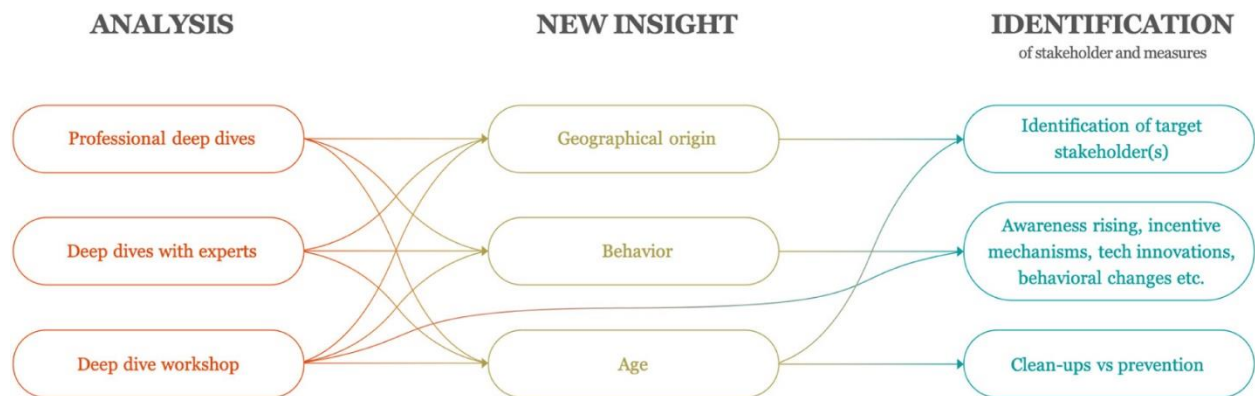 ANALYSIS
NEW INSIGHT
IDENTIFICATION
of stakeholder and measures
Professional deep dives
Geographical origin
Identification of target
stakeholder(s)
Deep dives with experts
Behavior
Awareness rising, incentive
mechanisms, tech innovations,
behavioral changes etc.
Deep dive workshop
Age
Clean-ups vs prevention